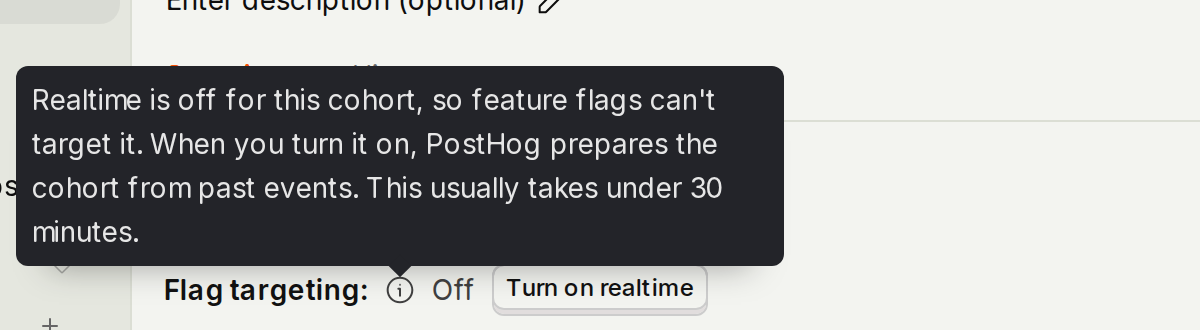 Enter description (optional)
Realtime is off for this cohort, so feature flags can't
target it. When you turn it on, PostHog prepares the
cohort from past events. This usually takes under 30
minutes.
Flag targeting: Off Turn on realtime